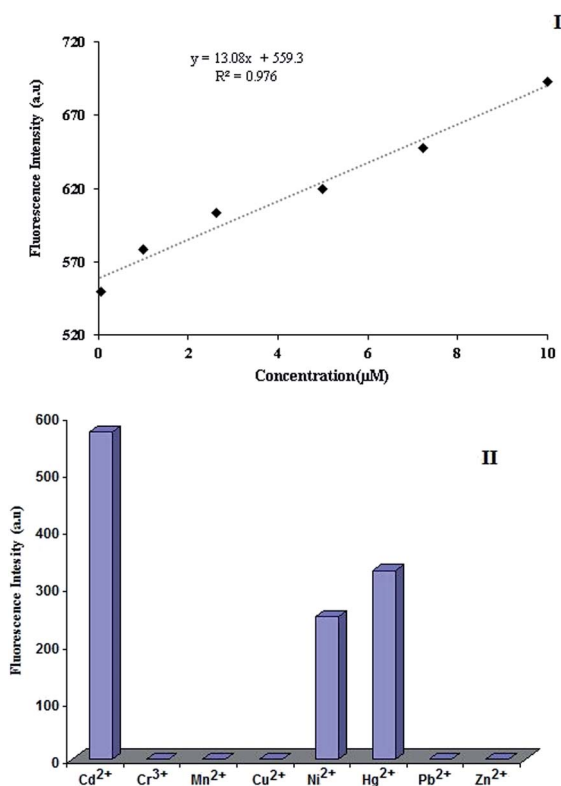 I
y = 13.08x + 559.3
R² = 0.976
720
670
620
570
520
Fluorescence Intensity (a.u)
0 2 4 6 8 10
Concentration(µM)
II
600
500
400
300
200
100
0
Fluorescence Intesity (a.u)
Cd2+ Cr3+ Mn2+ Cu2+ Ni2+ Hg2+ Pb2+ Zn2+